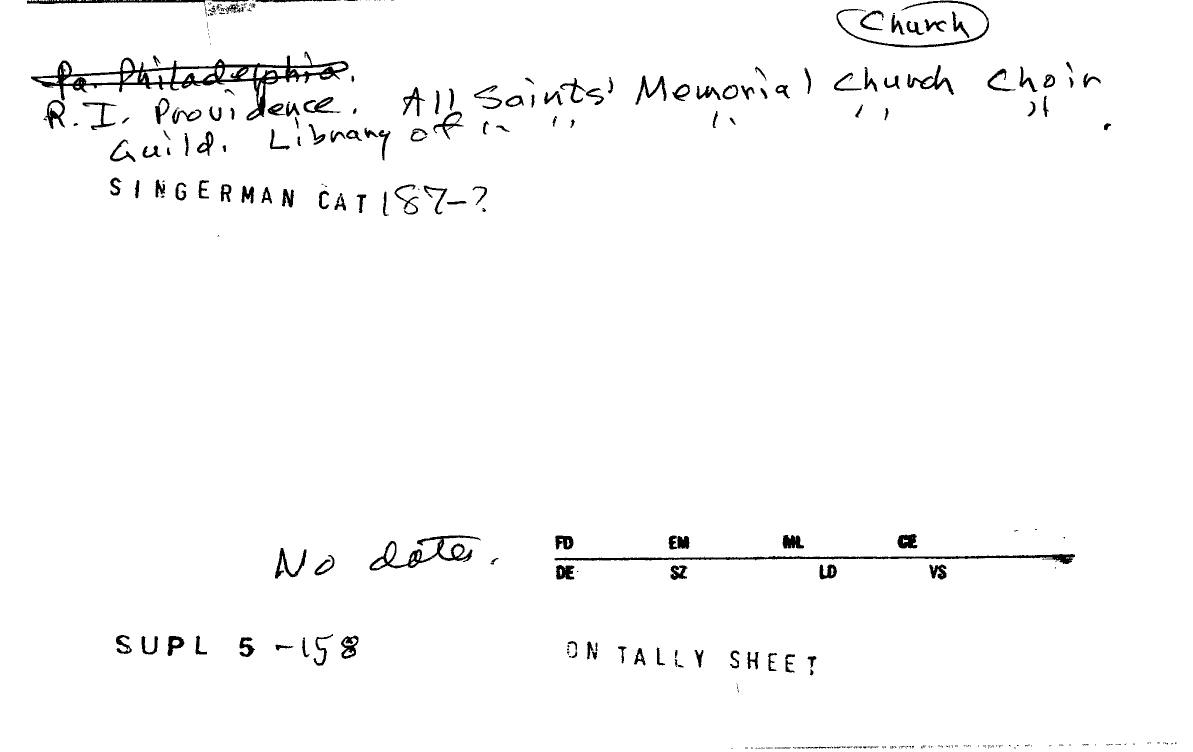 Church
Pa. Philadelphia.
R. I. Providence. All Saints' Memorial Church Choir
Guild. Library of " " " " " .
SINGERMAN CAT 187-?
No date.
FD EM ML CE
DE SZ LD VS
SUPL 5 -158
ON TALLY SHEET